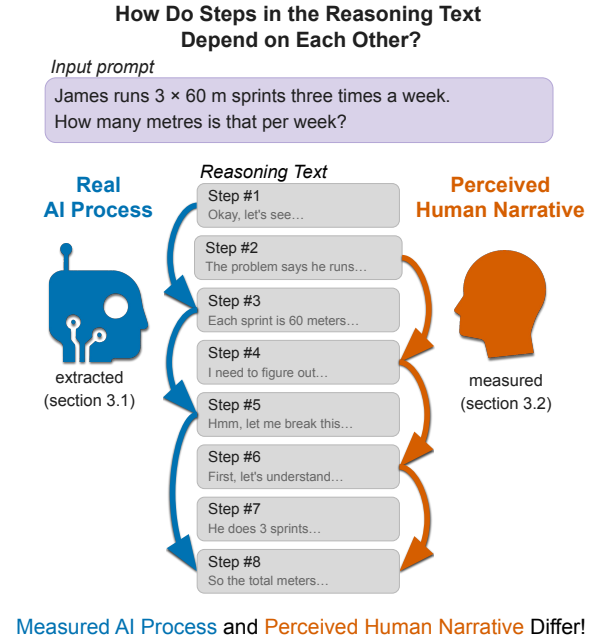 How Do Steps in the Reasoning Text
Depend on Each Other?
Input prompt
James runs 3 × 60 m sprints three times a week.
How many metres is that per week?
Real
AI Process
Reasoning Text
Perceived
Human Narrative
Step #1
Okay, let's see…
Step #2
The problem says he runs…
Step #3
Each sprint is 60 meters…
Step #4
I need to figure out…
extracted
(section 3.1)
measured
(section 3.2)
Step #5
Hmm, let me break this…
Step #6
First, let's understand…
Step #7
He does 3 sprints…
Step #8
So the total meters…
Measured AI Process and Perceived Human Narrative Differ!